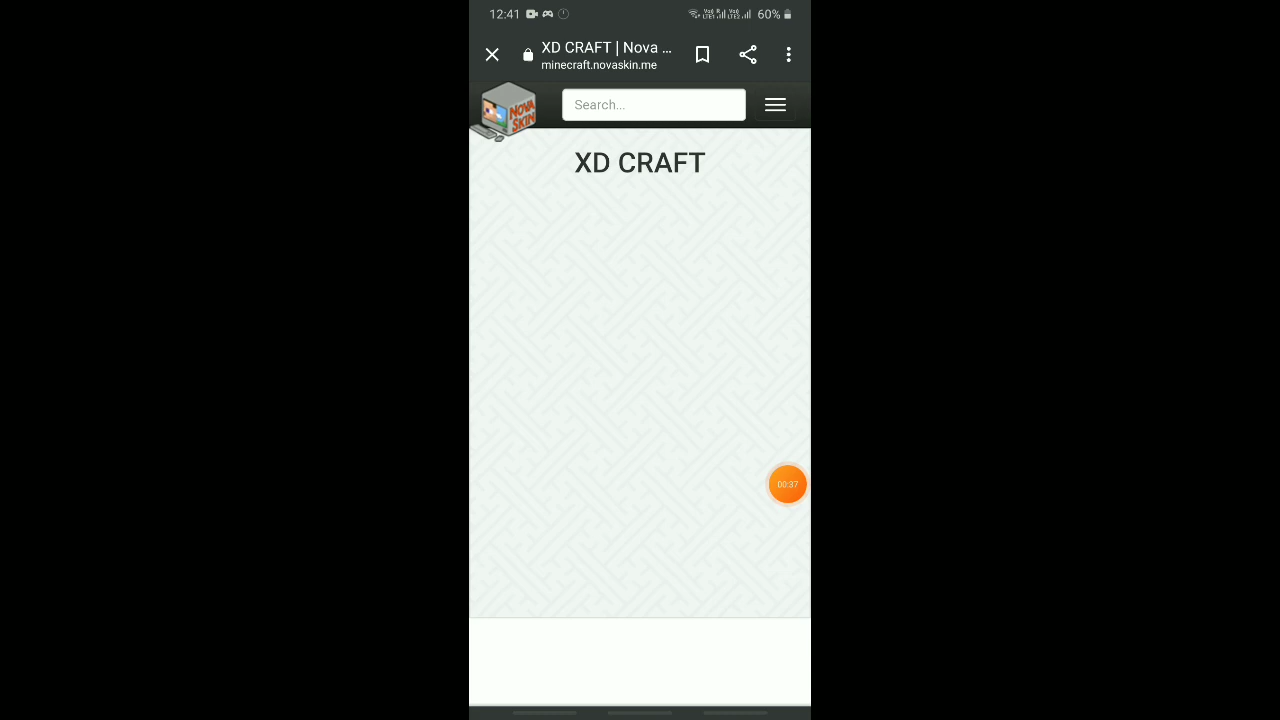 12:41
60%
XD CRAFT | Nova ...
minecraft.novaskin.me
NOVA
SKIN
Search...
XD CRAFT
00:37